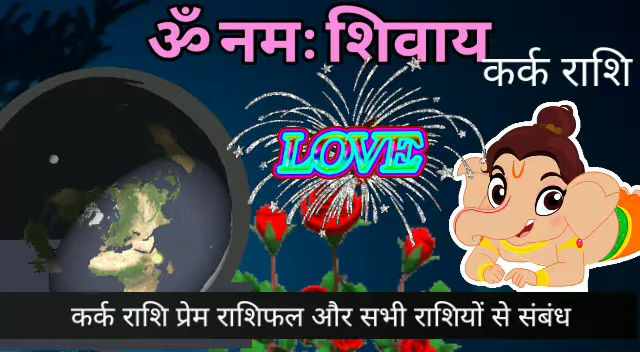 ॐ नमः शिवाय
कर्क राशि
LOVE
कर्क राशि प्रेम राशिफल और सभी राशियों से संबंध